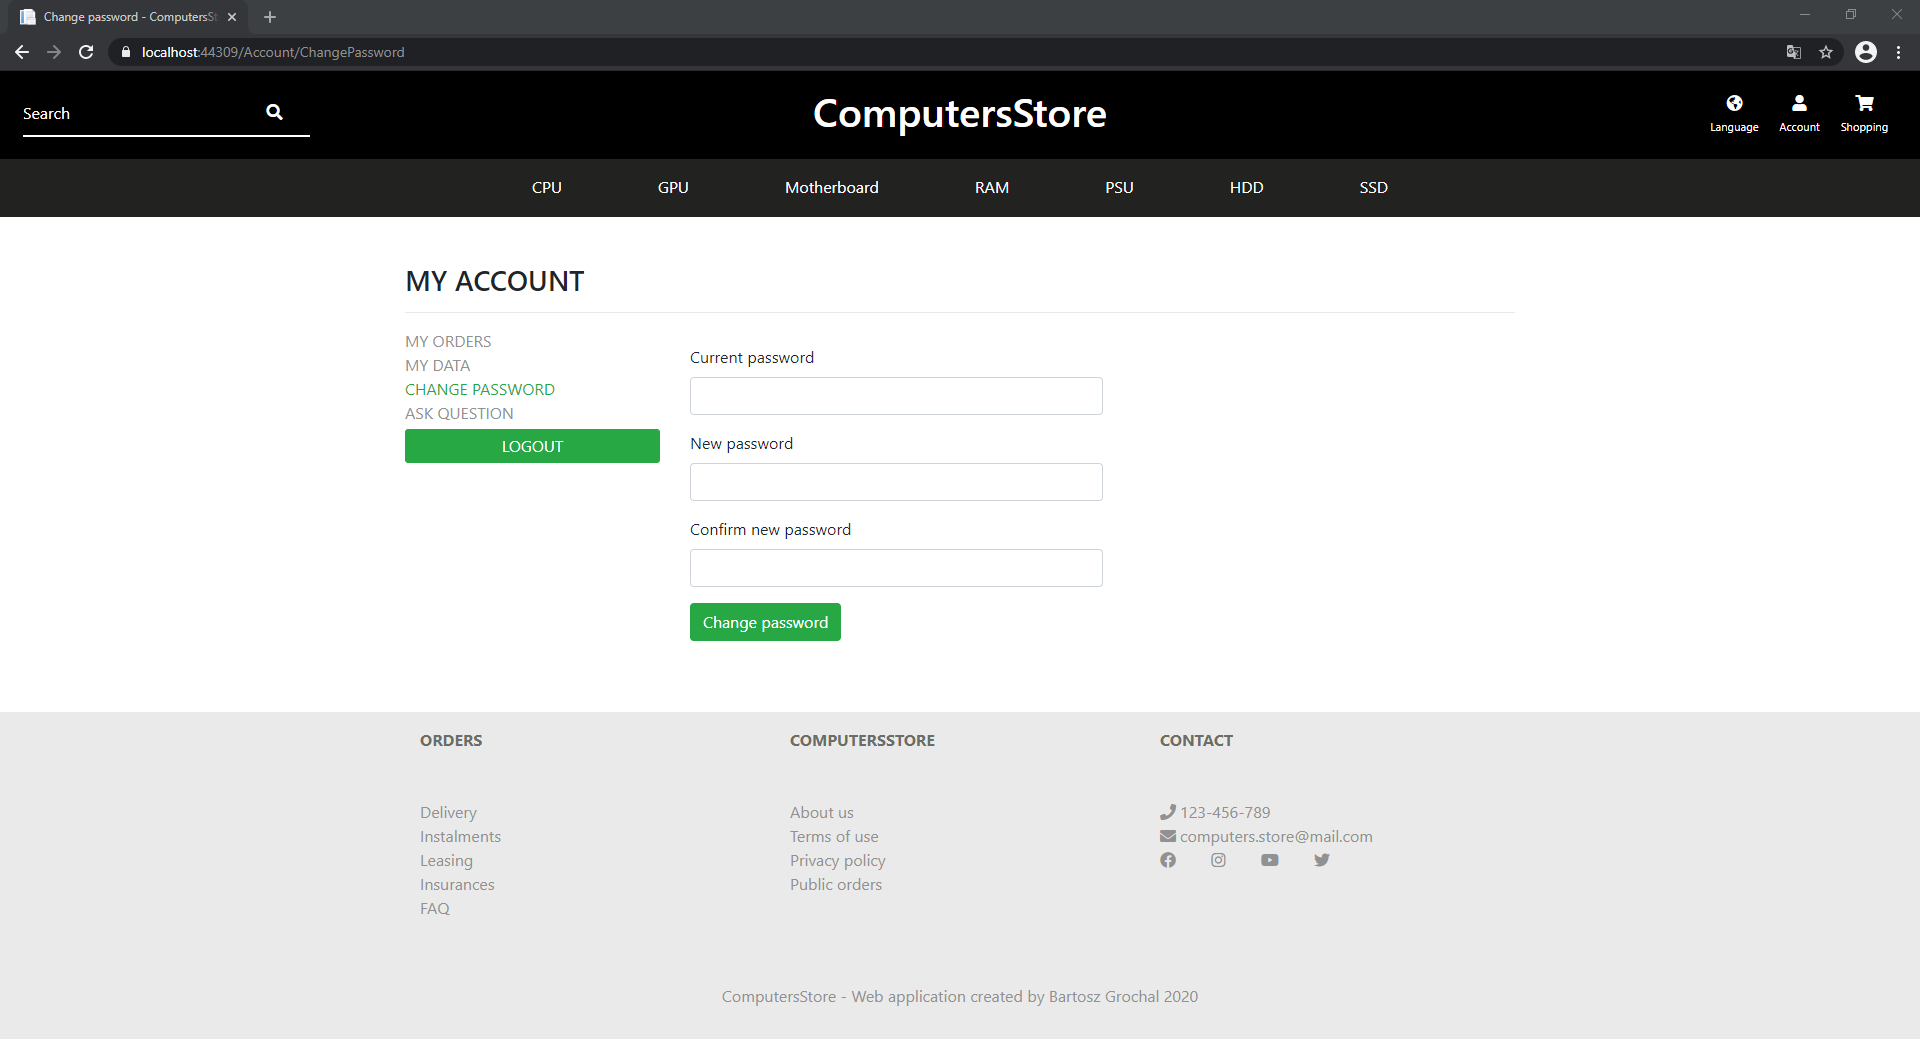 Change password - ComputersSt
localhost:44309/Account/ChangePassword
Search
ComputersStore
Language
Account
Shopping
CPU
GPU
Motherboard
RAM
PSU
HDD
SSD
MY ACCOUNT
MY ORDERS
MY DATA
CHANGE PASSWORD
ASK QUESTION
LOGOUT
Current password
New password
Confirm new password
Change password
ORDERS
Delivery
Instalments
Leasing
Insurances
FAQ
COMPUTERSSTORE
About us
Terms of use
Privacy policy
Public orders
CONTACT
123-456-789
computers.store@mail.com
ComputersStore - Web application created by Bartosz Grochal 2020